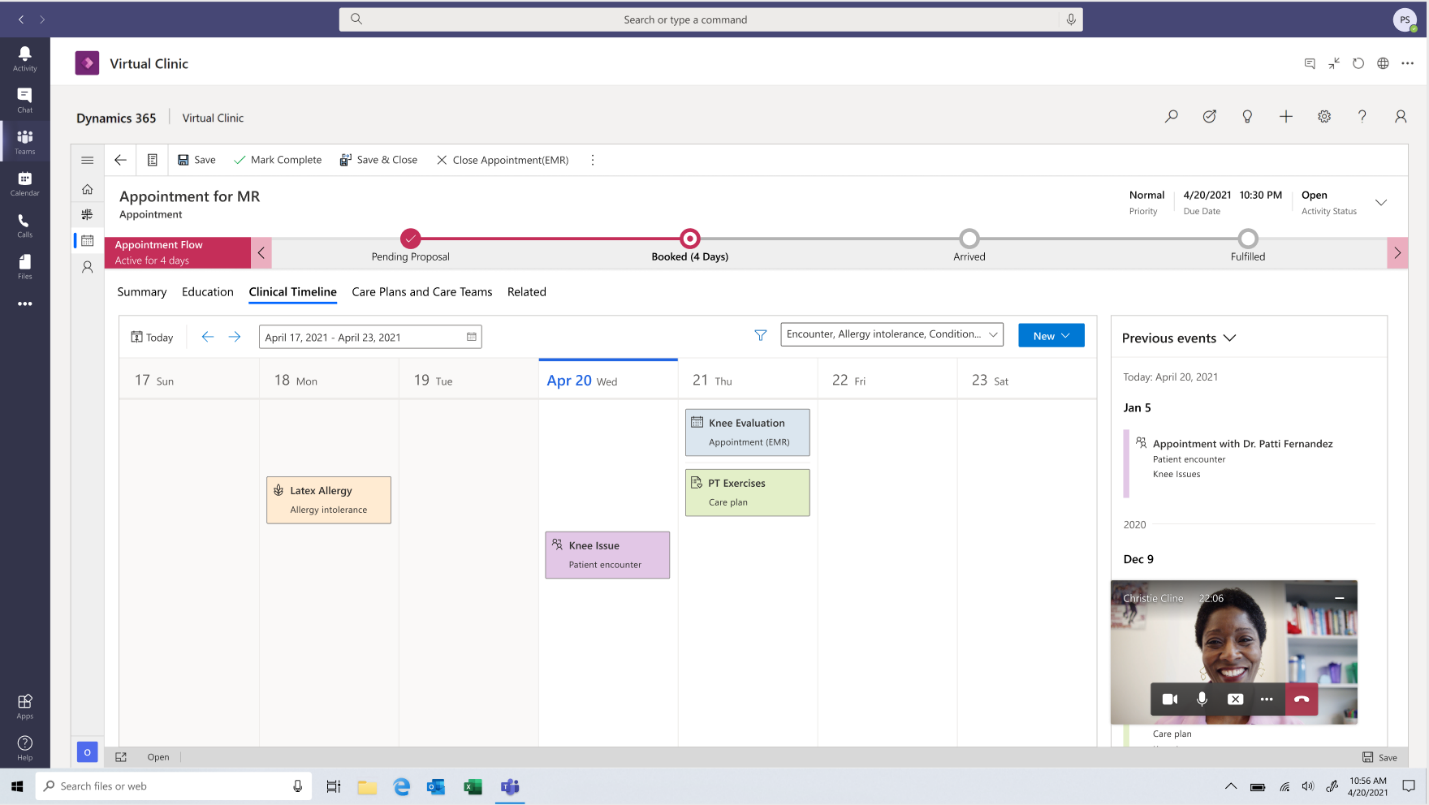 Search or type a command
PS
Activity
Chat
Teams
Calendar
Calls
Files
Apps
Help
Virtual Clinic
Dynamics 365 Virtual Clinic
Save Mark Complete Save & Close Close Appointment(EMR)
Appointment for MR
Appointment
Normal 4/20/2021 10:30 PM Open
Priority Due Date Activity Status
Appointment Flow
Active for 4 days
Pending Proposal Booked (4 Days) Arrived Fulfilled
Summary Education Clinical Timeline Care Plans and Care Teams Related
Today April 17, 2021 - April 23, 2021 Encounter, Allergy intolerance, Condition... New
17 Sun 18 Mon 19 Tue Apr 20 Wed 21 Thu 22 Fri 23 Sat
Knee Evaluation
Appointment (EMR)
PT Exercises
Care plan
Latex Allergy
Allergy intolerance
Knee Issue
Patient encounter
Previous events
Today: April 20, 2021
Jan 5
Appointment with Dr. Patti Fernandez
Patient encounter
Knee Issues
2020
Dec 9
Christie Cline 22:06
Care plan
O
Open Save
Search files or web
10:56 AM
4/20/2021